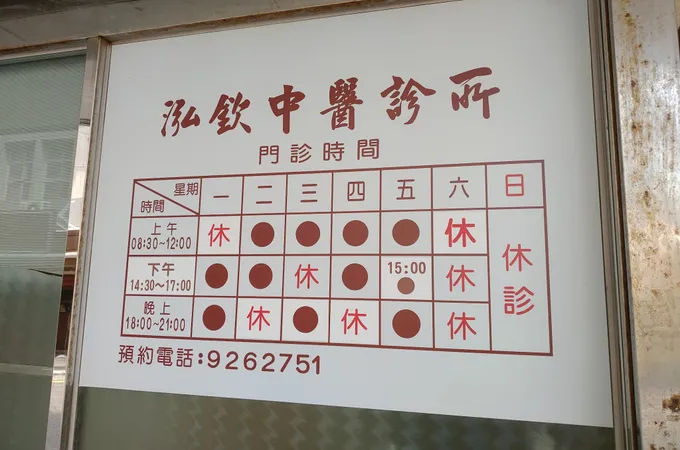 泓欽中醫診所
門診時間
星期 時間 一 二 三 四 五 六 日
上午 08:30~12:00 休 ● ● ● ● 休 休診
下午 14:30~17:00 ● ● 休 ● 15:00 ● 休
晚上 18:00~21:00 ● 休 ● 休 ● 休
預約電話:9262751